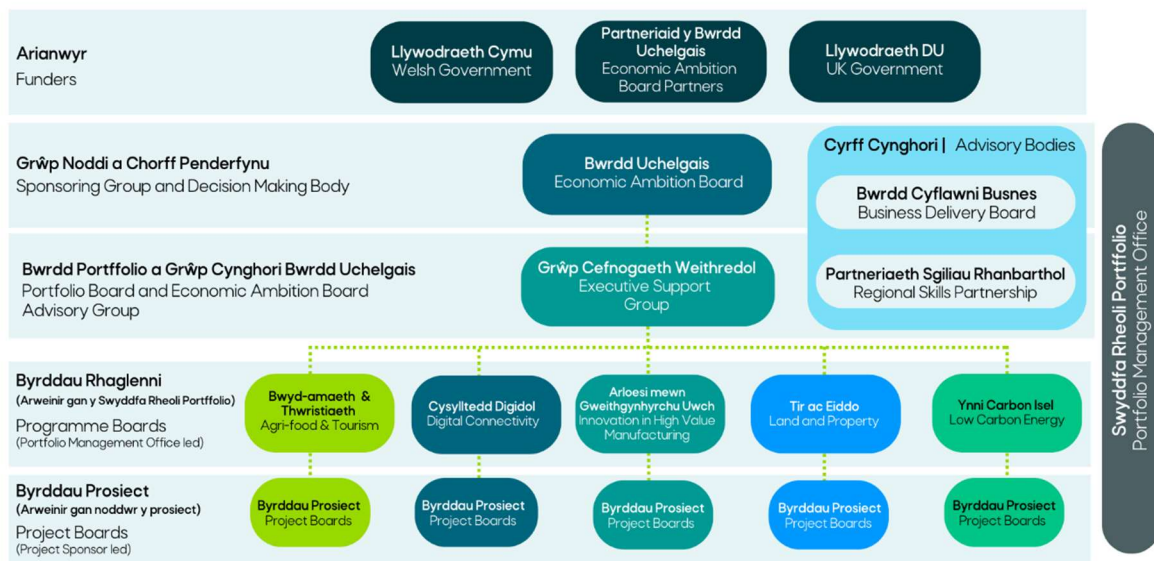 Arianwyr
Funders
Llywodraeth Cymru
Welsh Government
Partneriaid y Bwrdd
Uchelgais
Economic Ambition
Board Partners
Llywodraeth DU
UK Government
Grŵp Noddi a Chorff Penderfynu
Sponsoring Group and Decision Making Body
Bwrdd Uchelgais
Economic Ambition Board
Cyrff Cynghori | Advisory Bodies
Bwrdd Cyflawni Busnes
Business Delivery Board
Partneriaeth Sgiliau Rhanbarthol
Regional Skills Partnership
Bwrdd Portffolio a Grŵp Cynghori Bwrdd Uchelgais
Portfolio Board and Economic Ambition Board
Advisory Group
Grŵp Cefnogaeth Weithredol
Executive Support
Group
Byrddau Rhaglenni
(Arweinir gan y Swyddfa Rheoli Portffolio)
Programme Boards
(Portfolio Management Office led)
Bwyd-amaeth &
Thwristiaeth
Agri-food & Tourism
Cysylltedd Digidol
Digital Connectivity
Arloesi mewn
Gweithgynhyrchu Uwch
Innovation in High Value
Manufacturing
Tir ac Eiddo
Land and Property
Ynni Carbon Isel
Low Carbon Energy
Byrddau Prosiect
(Arweinir gan noddwr y prosiect)
Project Boards
(Project Sponsor led)
Byrddau Prosiect
Project Boards
Byrddau Prosiect
Project Boards
Byrddau Prosiect
Project Boards
Byrddau Prosiect
Project Boards
Byrddau Prosiect
Project Boards
Swyddfa Rheoli Portffolio
Portfolio Management Office